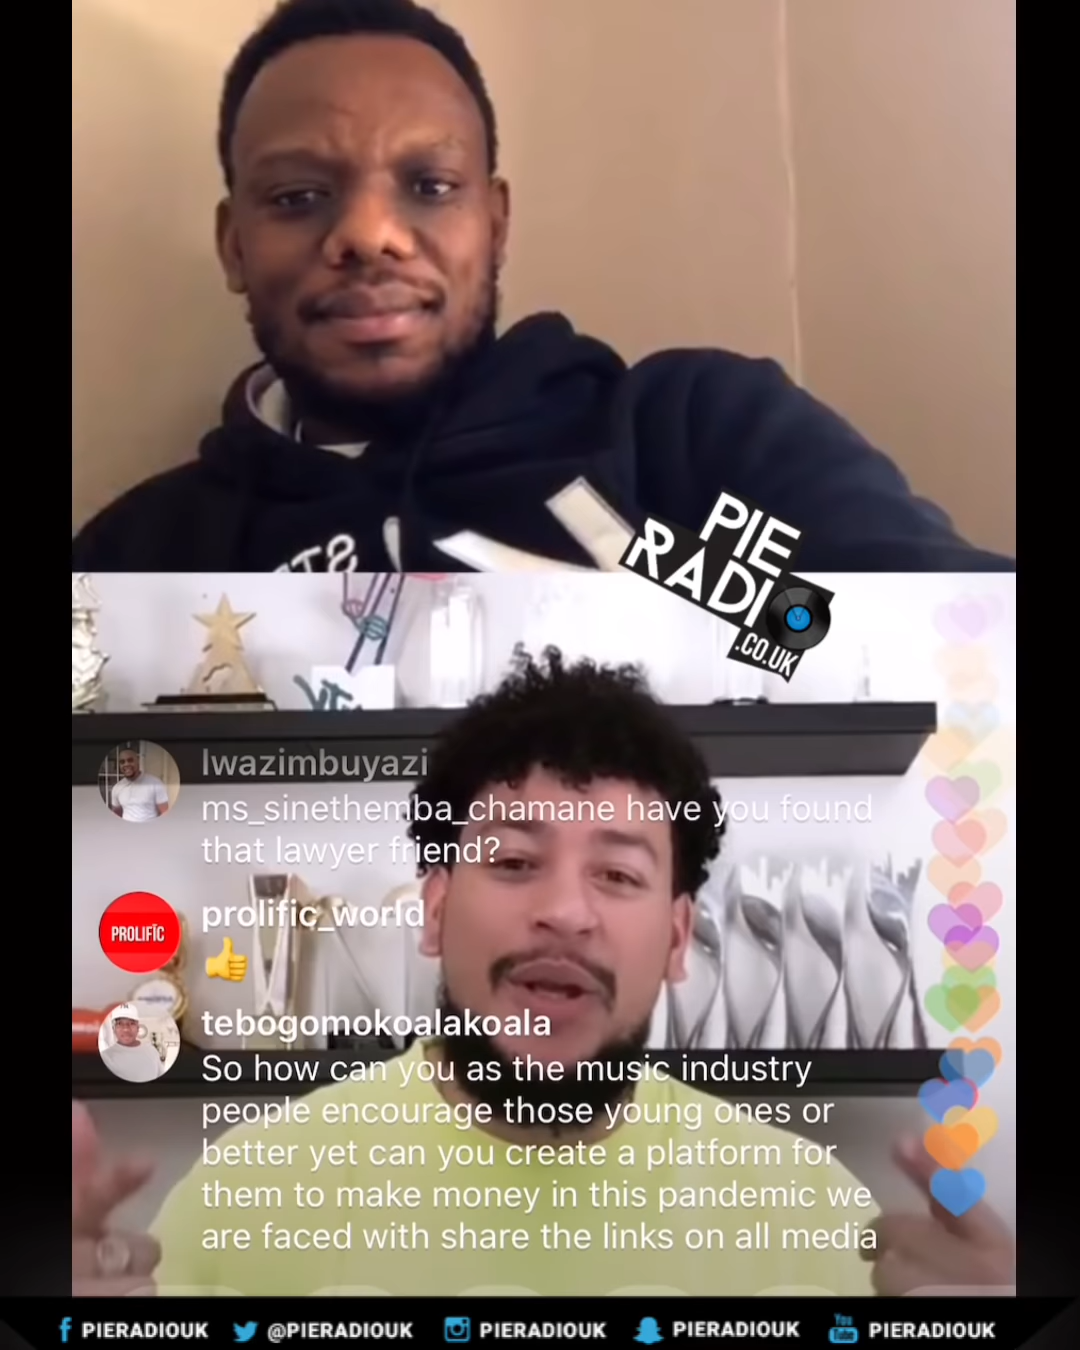 PIE
RADIO
.CO.UK
lwazimbuyazi
ms_sinethemba_chamane have you found
that lawyer friend?
PROLIFIC
prolific_world
👍
tebogomokoalakoala
So how can you as the music industry
people encourage those young ones or
better yet can you create a platform for
them to make money in this pandemic we
are faced with share the links on all media
PIERADIOUK
@PIERADIOUK
PIERADIOUK
PIERADIOUK
You
Tube
PIERADIOUK